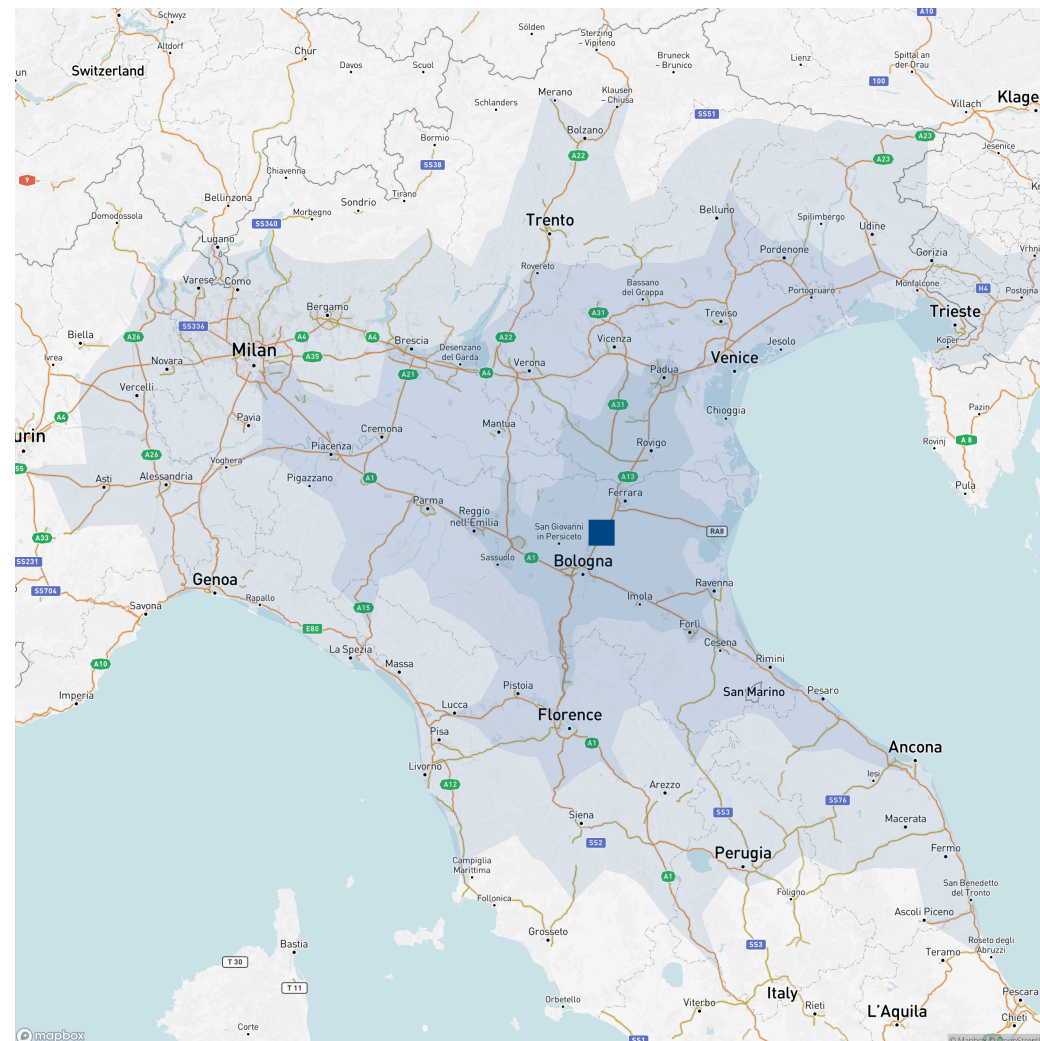 Schwyz
A10
Altdorf
Sölden
Sterzing
– Vipiteno
Chur
Switzerland
Davos
Scuol
Bruneck
– Brunico
Lienz
Spittal an
der-Drau
un
100
Schlanders
Merano
Klausen
– Chiusa
Klage
Villach
SS51
Bolzano
A23
Bormio
A22
A23
Jesenice
SS38
Chiavenna
9
Tirano
Bellinzona
Sondrio
Morbegno
Domodossola
SS340
Trento
Belluno
Spilimbergo
Udine
Lugano
Pordenone
Gorizia
Vrhni
Rovereto
Varese
Como
Bassano
del Grappa
Portogruaro
Monfalcone
H4
Postojna
Bergamo
A31
Treviso
Trieste
SS336
Biella
A26
A4
A4
A22
Vicenza
Jesolo
Koper
Milan
A35
Brescia
Desenzano
del Garda
Verona
Venice
Ivrea
Novara
A21
A4
Padua
Vercelli
A31
Pazin
A4
Pavia
Cremona
Mantua
Chioggia
urin
Piacenza
Rovigo
Rovinj
A8
A26
Voghera
55
Asti
Alessandria
Pigazzano
A1
A13
Pula
Ferrara
Parma
Reggio
nell'Emilia
San Giovanni
in Persiceto
RA8
A33
Sassuolo
A1
Bologna
SS231
Genoa
Ravenna
SS704
Rapallo
Imola
Savona
A15
E80
Forlì
La Spezia
Cesena
A10
Massa
Rimini
Imperia
Pistoia
San Marino
Pesaro
Lucca
Florence
Pisa
A1
Ancona
Livorno
A12
Arezzo
Iesi
SS76
Siena
SS3
Macerata
SS2
Perugia
Fermo
Campiglia
Marittima
A1
San Benedetto
del Tronto
Follonica
Foligno
Ascoli Piceno
Grosseto
SS3
Roseto degli
Abruzzi
Bastia
Teramo
T 30
T 11
Italy
Pescara
Orbetello
Viterbo
Rieti
L'Aquila
Chieti
Corte
mapbox
SS1